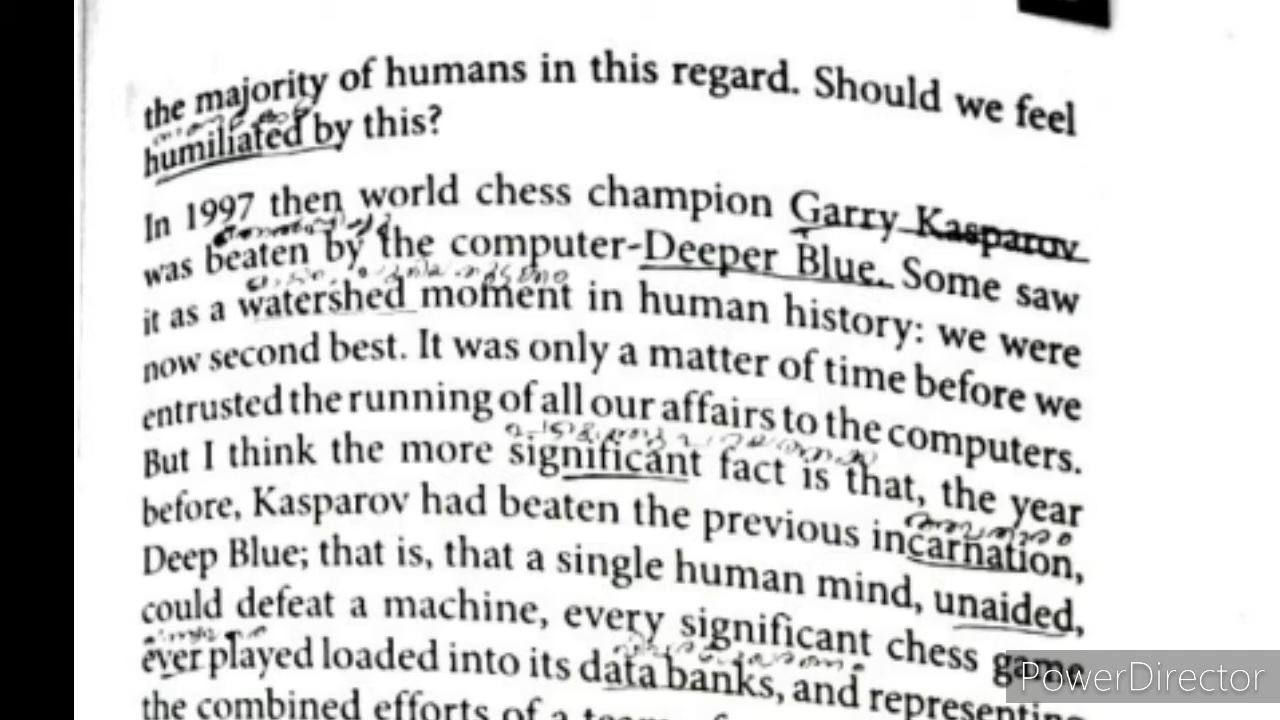 the majority of humans in this regard. Should we feel
humiliated by this?
In 1997 then world chess champion Garry Kasparov
was beaten by the computer-Deeper Blue. Some saw
it as a watershed moment in human history: we were
now second best. It was only a matter of time before we
entrusted the running of all our affairs to the computers.
But I think the more significant fact is that, the year
before, Kasparov had beaten the previous incarnation,
Deep Blue; that is, that a single human mind, unaided,
could defeat a machine, every significant chess game
ever played loaded into its data banks, and representing
the combined efforts of a team of
PowerDirector